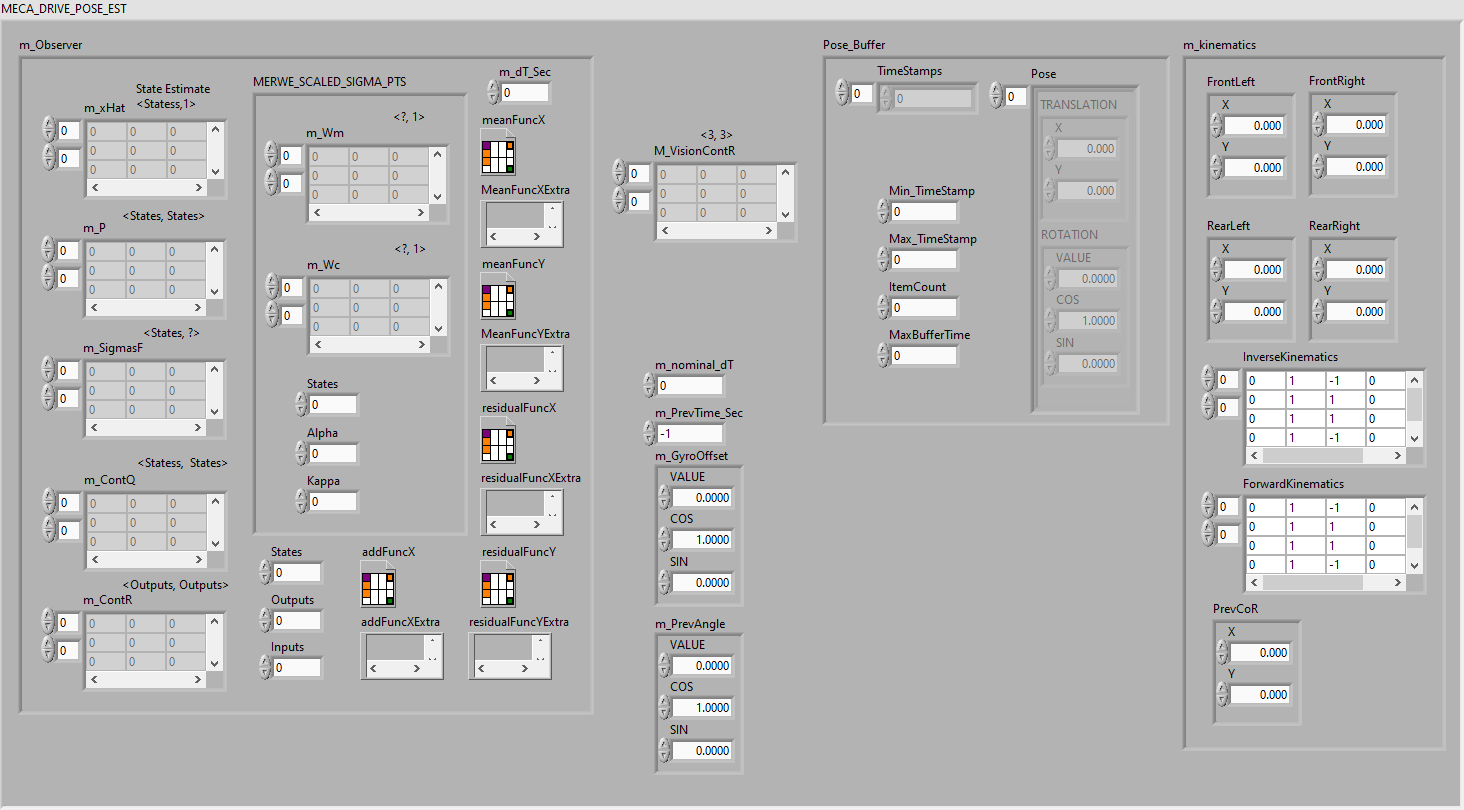 MECA_DRIVE_POSE_EST
m_Observer
State Estimate
<Statess,1>
m_xHat
0
0 0 0
0
0 0 0
0 0 0
<States, States>
m_P
0
0 0 0
0
0 0 0
0 0 0
<States, ?>
m_SigmasF
0
0 0 0
0
0 0 0
0 0 0
<Statess, States>
m_ContQ
0
0 0 0
0
0 0 0
0 0 0
<Outputs, Outputs>
m_ContR
0
0 0 0
0
0 0 0
0 0 0
MERWE_SCALED_SIGMA_PTS
<?, 1>
m_Wm
0
0 0 0
0
0 0 0
0 0 0
<?, 1>
m_Wc
0
0 0 0
0
0 0 0
0 0 0
States
0
Alpha
0
Kappa
0
States
0
Outputs
0
Inputs
0
addFuncX
addFuncXExtra
m_dT_Sec
0
meanFuncX
MeanFuncXExtra
meanFuncY
MeanFuncYExtra
residualFuncX
residualFuncXExtra
residualFuncY
residualFuncYExtra
<3, 3>
M_VisionContR
0
0 0 0
0
0 0 0
0 0 0
m_nominal_dT
0
m_PrevTime_Sec
-1
m_GyroOffset
VALUE
0.0000
COS
1.0000
SIN
0.0000
m_PrevAngle
VALUE
0.0000
COS
1.0000
SIN
0.0000
Pose_Buffer
TimeStamps
0
0
Min_TimeStamp
0
Max_TimeStamp
0
ItemCount
0
MaxBufferTime
0
Pose
0
TRANSLATION
X
0.000
Y
0.000
ROTATION
VALUE
0.0000
COS
1.0000
SIN
0.0000
m_kinematics
FrontLeft
X
0.000
Y
0.000
FrontRight
X
0.000
Y
0.000
RearLeft
X
0.000
Y
0.000
RearRight
X
0.000
Y
0.000
InverseKinematics
0
0
0 1 -1 0
0 1 1 0
0 1 1 0
0 1 -1 0
ForwardKinematics
0
0
0 1 -1 0
0 1 1 0
0 1 1 0
0 1 -1 0
PrevCoR
X
0.000
Y
0.000